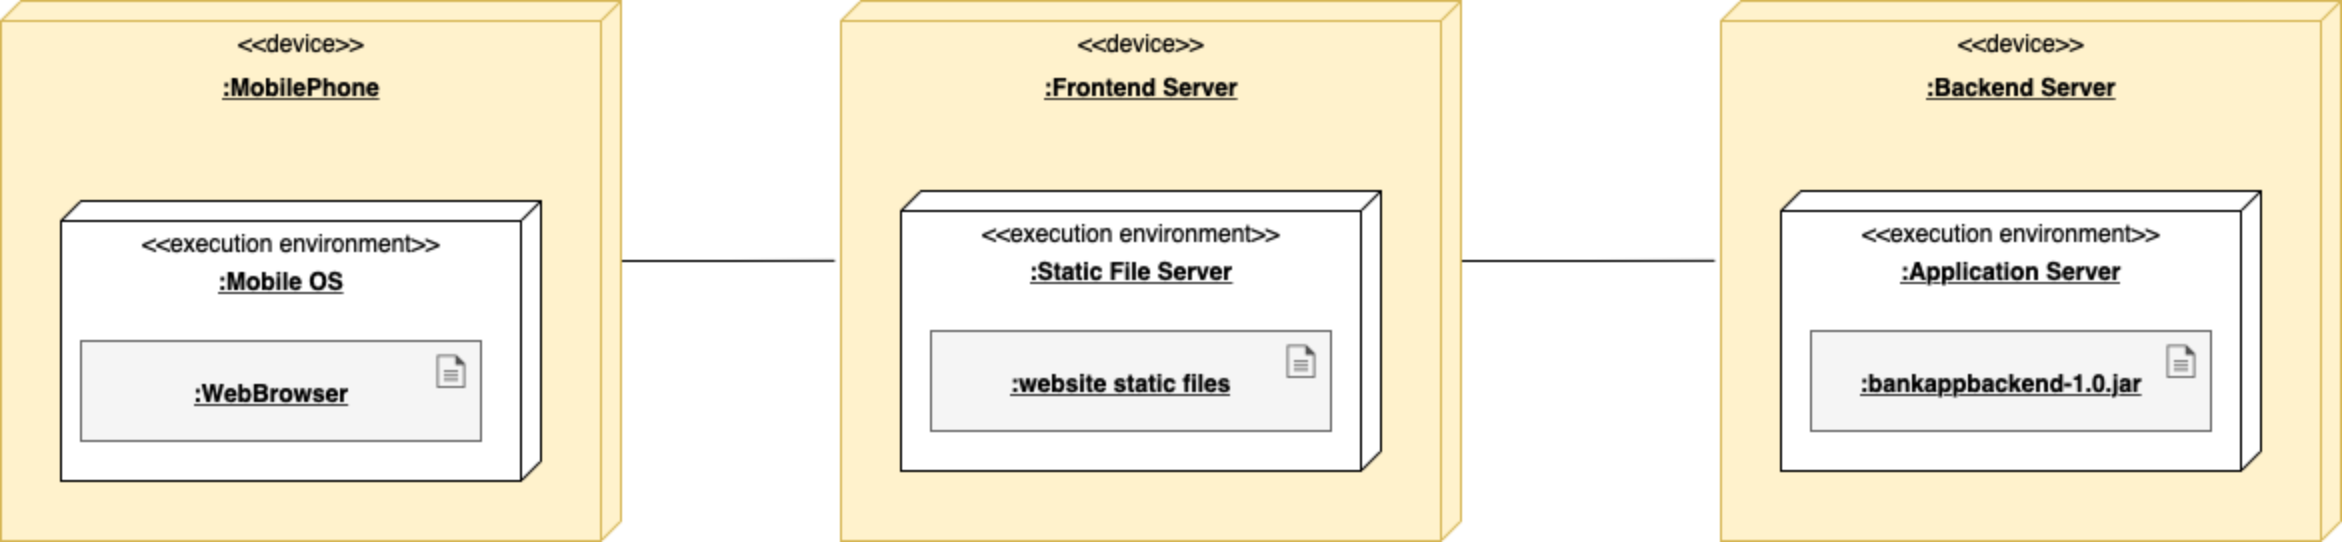 <<device>>
:MobilePhone
<<execution environment>>
:Mobile OS
:WebBrowser
<<device>>
:Frontend Server
<<execution environment>>
:Static File Server
:website static files
<<device>>
:Backend Server
<<execution environment>>
:Application Server
:bankappbackend-1.0.jar